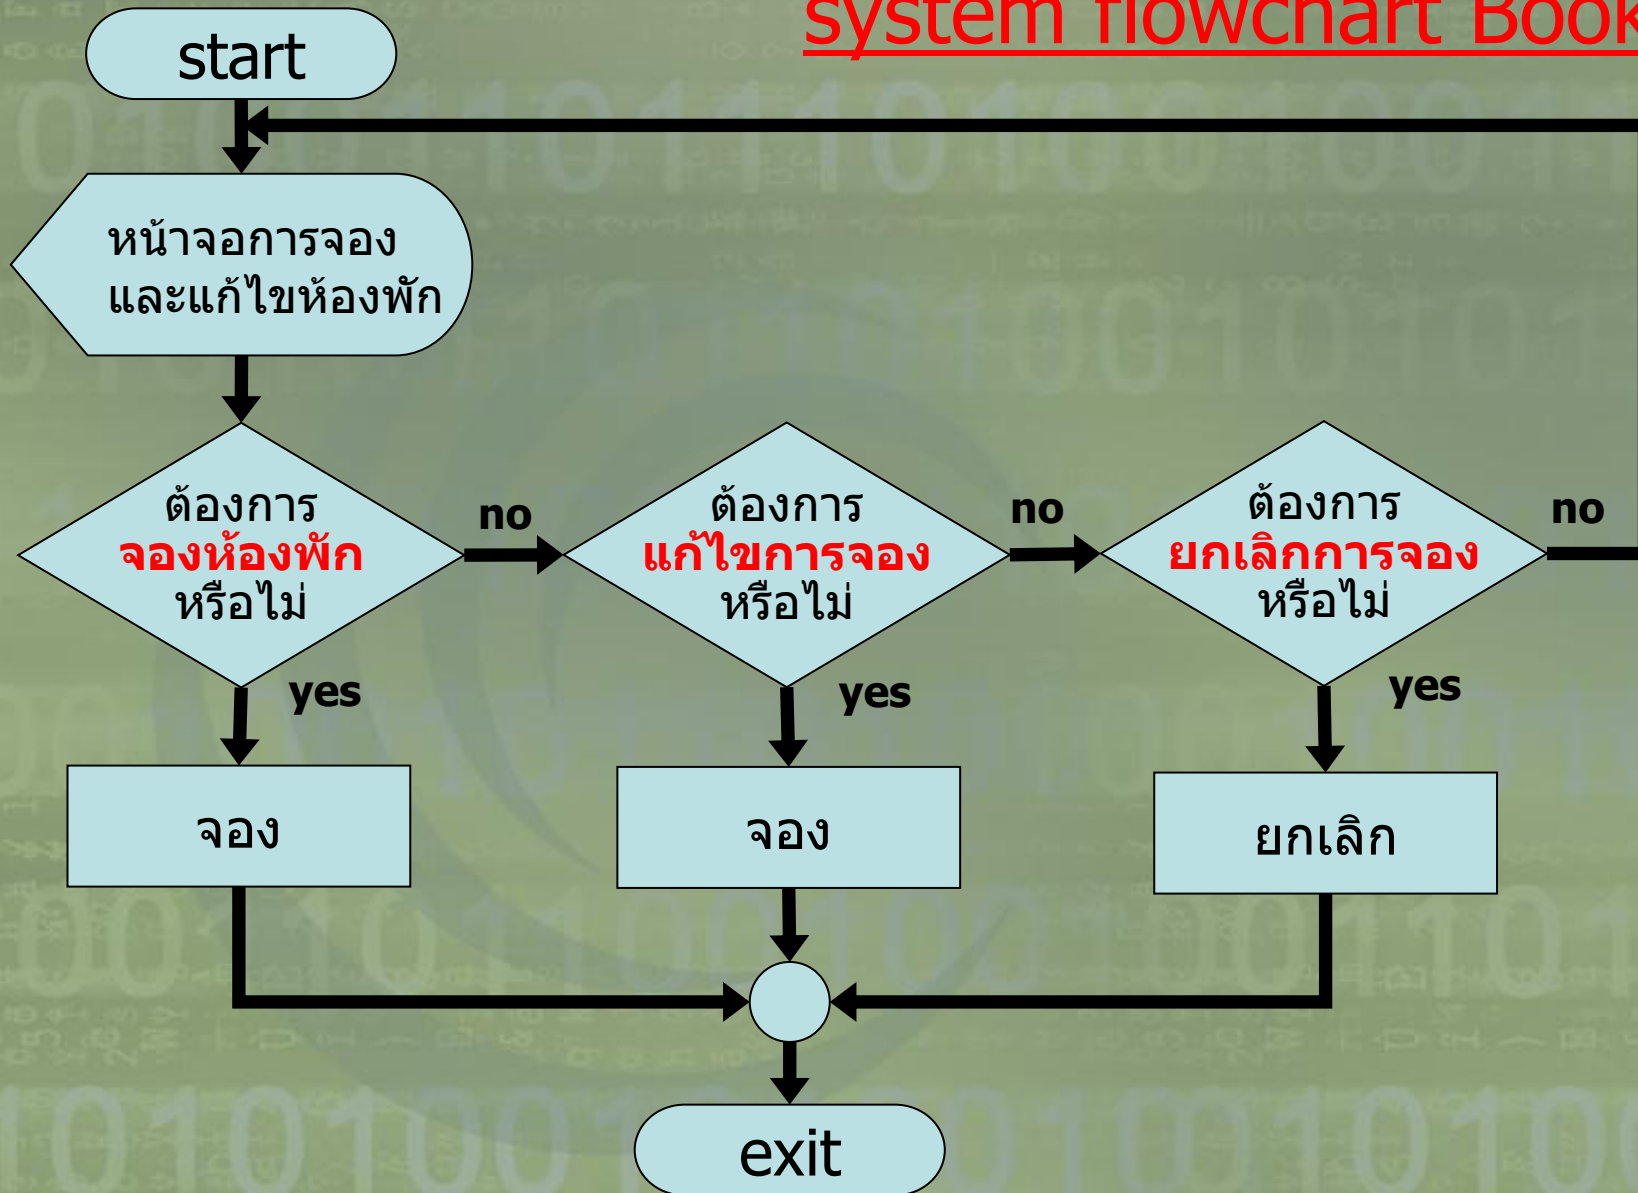 system flowchart Book
start
หน้าจอการจอง
และแก้ไขห้องพัก
ต้องการ
จองห้องพัก
หรือไม่
no
ต้องการ
แก้ไขการจอง
หรือไม่
no
ต้องการ
ยกเลิกการจอง
หรือไม่
no
yes
yes
yes
จอง
จอง
ยกเลิก
exit